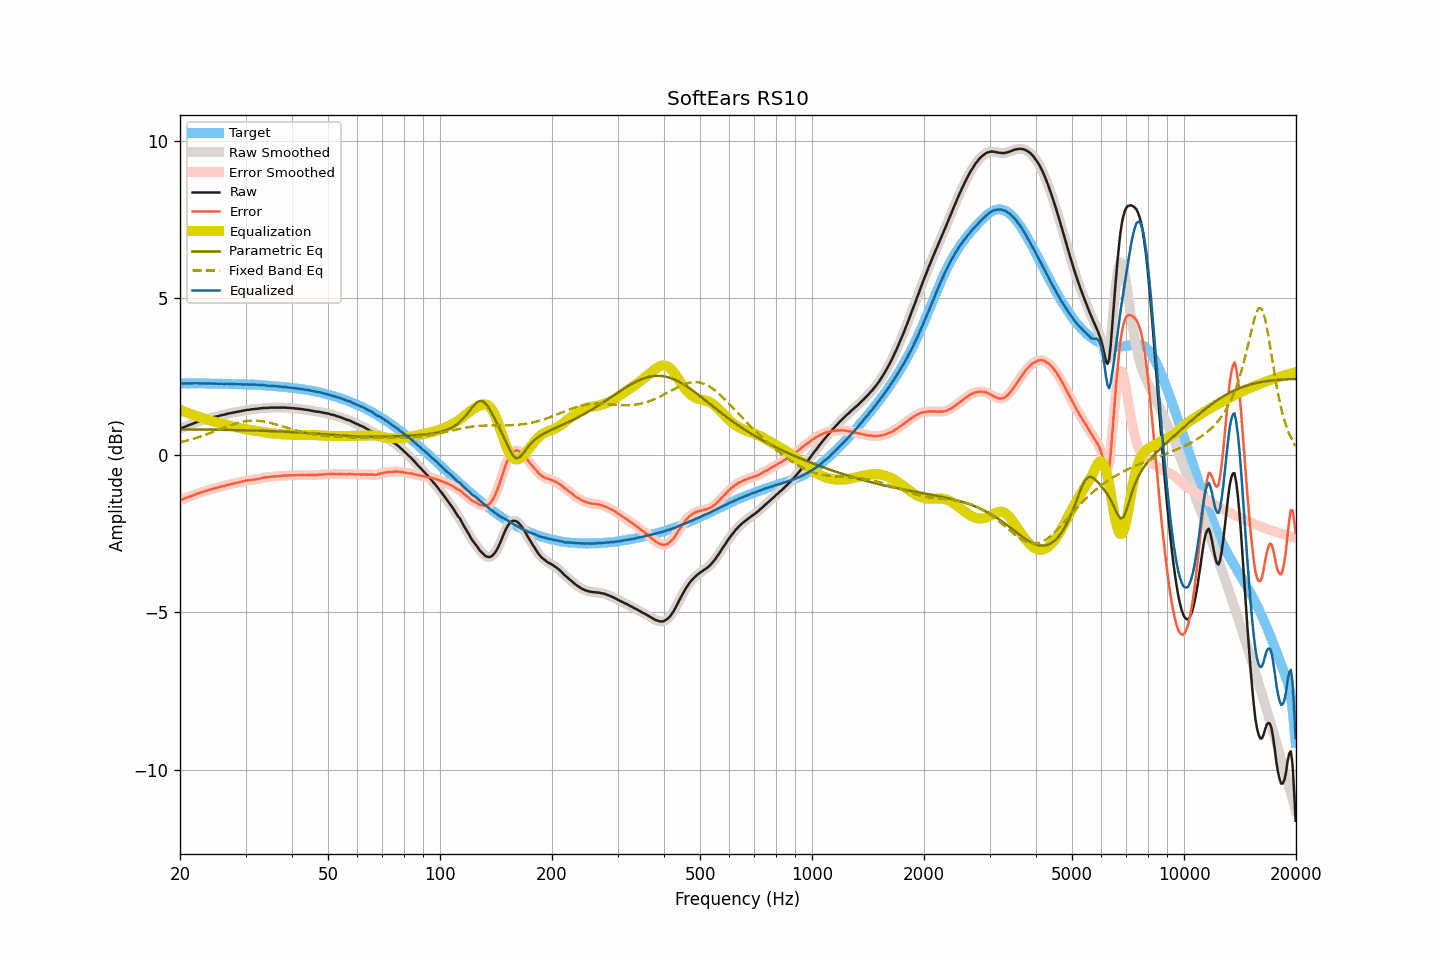 SoftEars RS10
Target
Raw Smoothed
Error Smoothed
Raw
Error
Equalization
Parametric Eq
Fixed Band Eq
Equalized
10
5
0
−5
−10
Amplitude (dBr)
20 50 100 200 500 1000 2000 5000 10000 20000
Frequency (Hz)